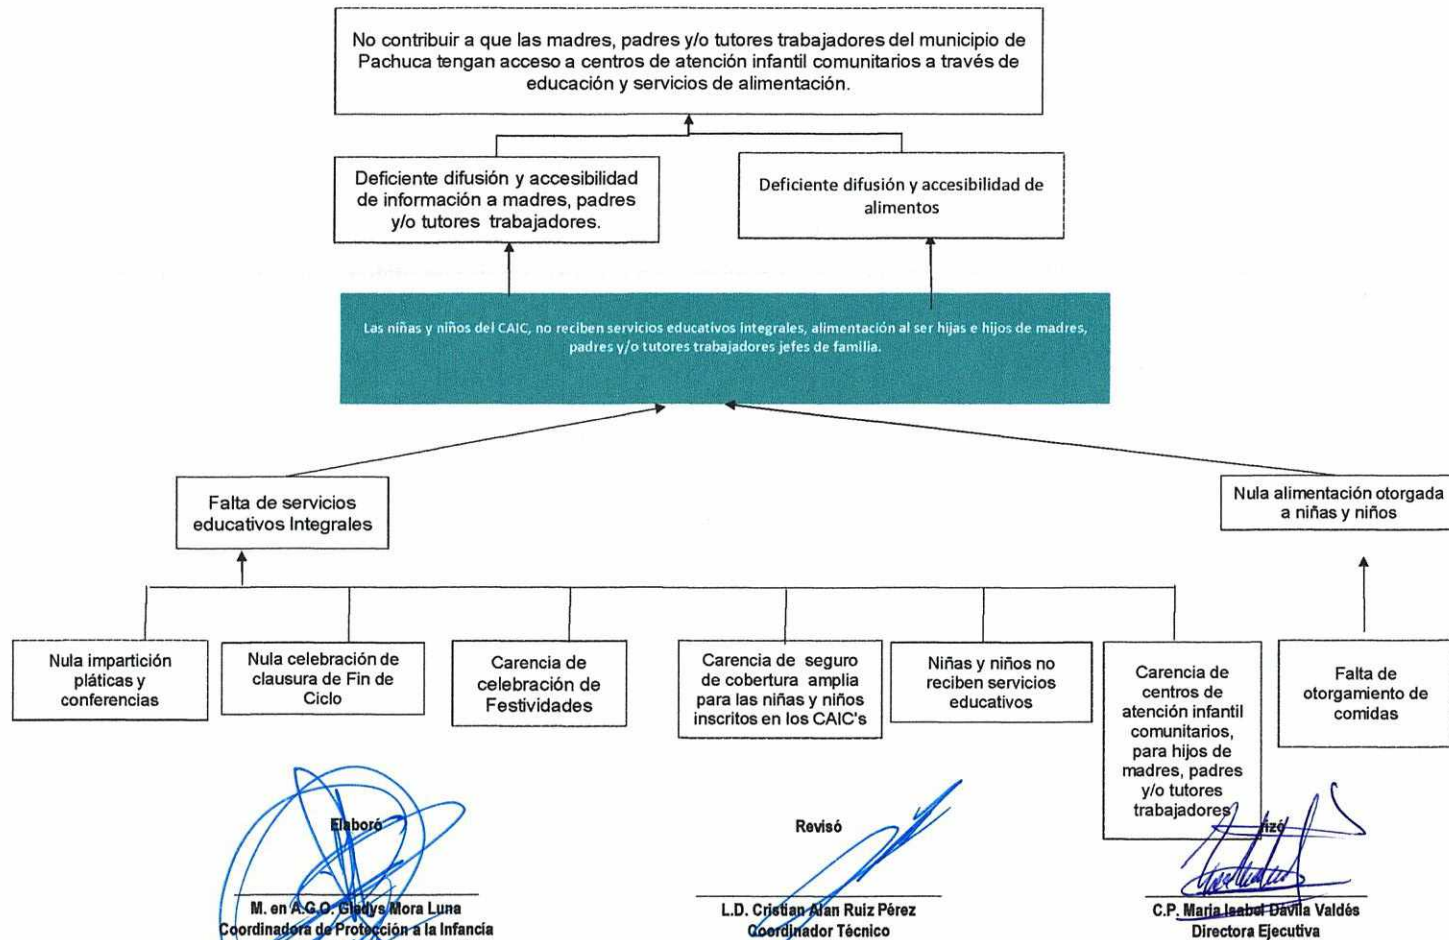 No contribuir a que las madres, padres y/o tutores trabajadores del municipio de
Pachuca tengan acceso a centros de atención infantil comunitarios a través de
educación y servicios de alimentación.
Deficiente difusión y accesibilidad
de información a madres, padres
y/o tutores trabajadores.
Deficiente difusión y accesibilidad de
alimentos
Las niñas y niños del CAIC, no reciben servicios educativos integrales, alimentación al ser hijas e hijos de madres,
padres y/o tutores trabajadores jefes de familia.
Falta de servicios
educativos Integrales
Nula alimentación otorgada
a niñas y niños
Nula impartición
pláticas y
conferencias
Nula celebración de
clausura de Fin de
Ciclo
Carencia de
celebración de
Festividades
Carencia de seguro
de cobertura amplia
para las niñas y niños
inscritos en los CAIC's
Niñas y niños no
reciben servicios
educativos
Carencia de
centros de
atención infantil
comunitarios,
para hijos de
madres, padres
y/o tutores
trabajadores
Falta de
otorgamiento de
comidas
Elaboró
M. en A.G.O. Gladys Mora Luna
Coordinadora de Protección a la Infancia
Revisó
L.D. Cristian Alan Ruiz Pérez
Coordinador Técnico
C.P. Maria Isabel Dávila Valdés
Directora Ejecutiva